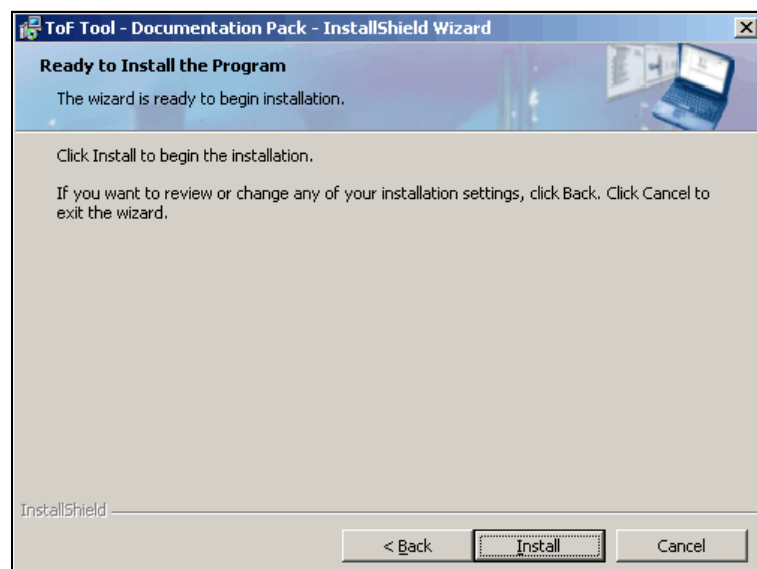 ToF Tool - Documentation Pack - InstallShield Wizard
Ready to Install the Program
The wizard is ready to begin installation.
Click Install to begin the installation.
If you want to review or change any of your installation settings, click Back. Click Cancel to
exit the wizard.
InstallShield
< Back Install Cancel